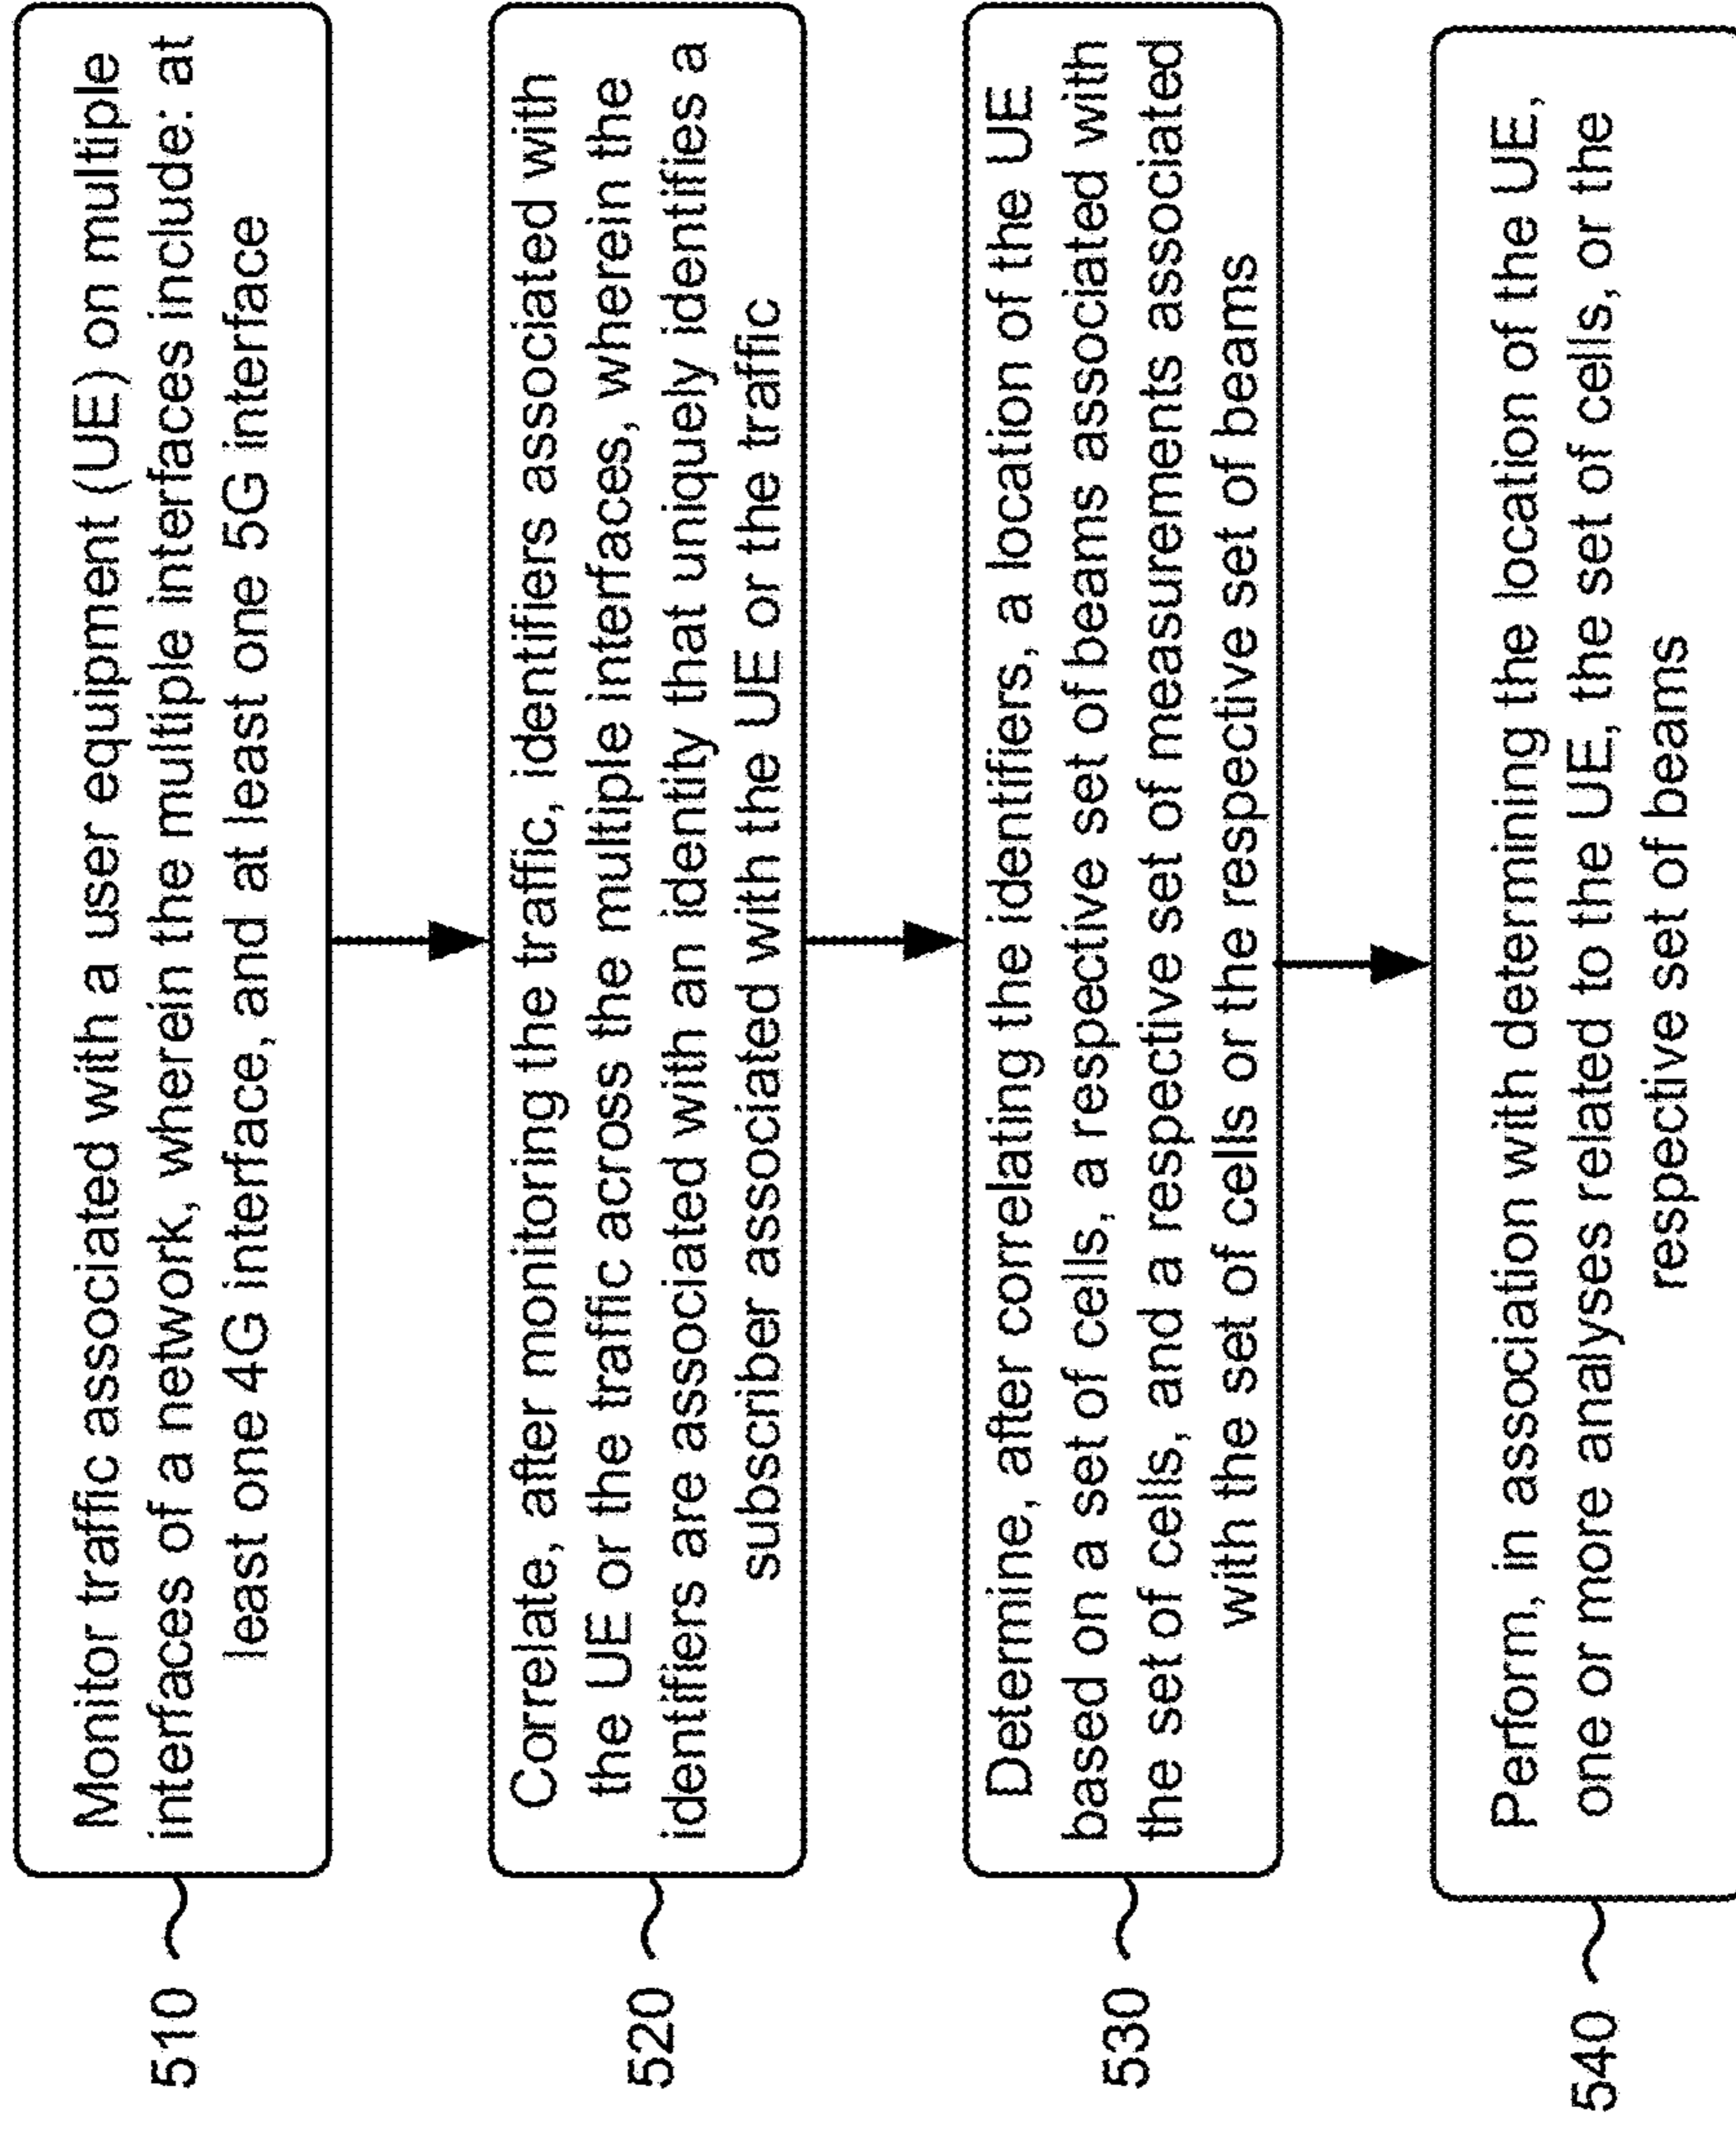 510
Monitor traffic associated with a user equipment (UE) on multiple
interfaces of a network, wherein the multiple interfaces include: at
least one 4G interface, and at least one 5G interface
520
Correlate, after monitoring the traffic, identifiers associated with
the UE or the traffic across the multiple interfaces, wherein the
identifiers are associated with an identity that uniquely identifies a
subscriber associated with the UE or the traffic
530
Determine, after correlating the identifiers, a location of the UE
based on a set of cells, a respective set of beams associated with
the set of cells, and a respective set of measurements associated
with the set of cells or the respective set of beams
540
Perform, in association with determining the location of the UE,
one or more analyses related to the UE, the set of cells, or the
respective set of beams